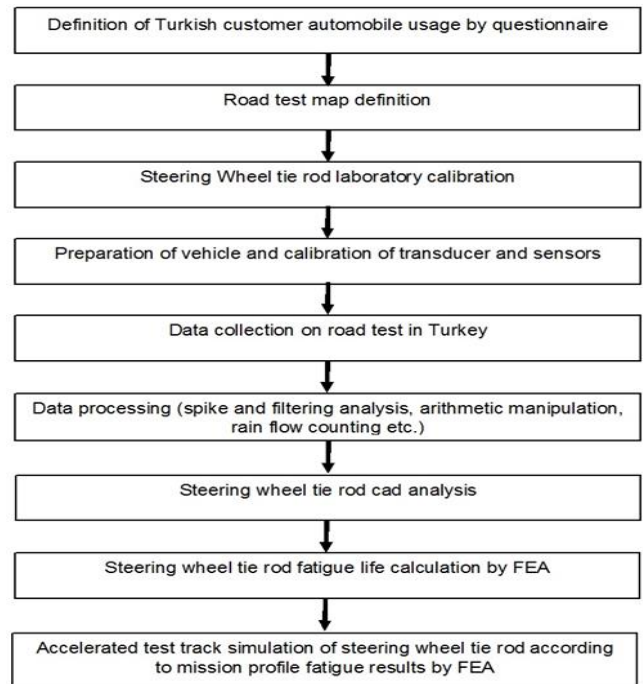 Definition of Turkish customer automobile usage by questionnaire
Road test map definition
Steering Wheel tie rod laboratory calibration
Preparation of vehicle and calibration of transducer and sensors
Data collection on road test in Turkey
Data processing (spike and filtering analysis, arithmetic manipulation,
rain flow counting etc.)
Steering wheel tie rod cad analysis
Steering wheel tie rod fatigue life calculation by FEA
Accelerated test track simulation of steering wheel tie rod according
to mission profile fatigue results by FEA